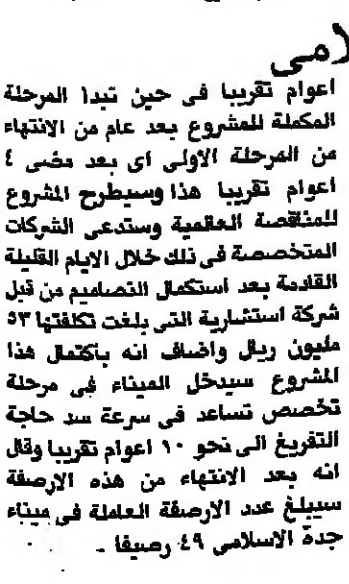 لامى
اعوام تقريبا فى حين تبدا المرحلة
المكملة للمشروع بعد عام من الانتهاء
من المرحلة الاولى اى بعد مضى ٤
اعوام تقريبا هذا وسيطرح المشروع
للمناقصة العالمية وستدعى الشركات
المتخصصة فى تلك خلال الايام القليلة
القادمة بعد استكمال التصاميم من قبل
شركة استشارية التى بلغت تكلفتها ٥٣
مليون ريال واضاف انه باكتمال هذا
المشروع سيدخل الميناء فى مرحلة
تخصص تساعد فى سرعة سد حاجة
التفريغ الى نحو ١٠ اعوام تقريبا وقال
انه بعد الانتهاء من هذه الارصفة
سيبلغ عدد الارصفة العاملة فى ميناء
جدة الاسلامى ٤٩ رصيفا .